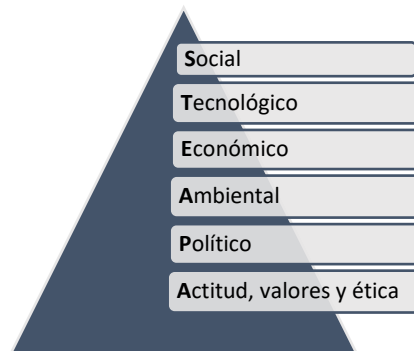 Social
Tecnológico
Económico
Ambiental
Político
Actitud, valores y ética